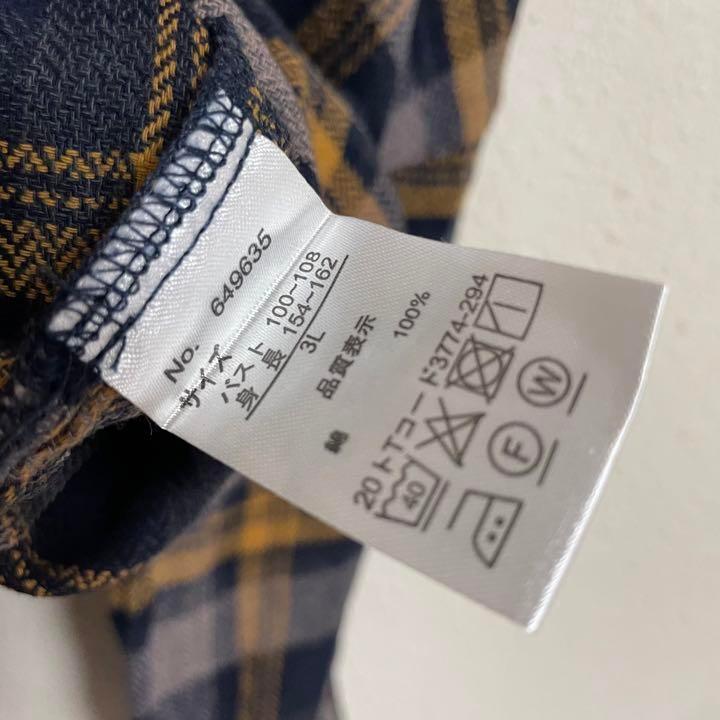 No. 649635
サイズ
バスト 100~108
身長 154~162
3L
品質表示
綿 100%
20 トTコード3774-294
40
F W